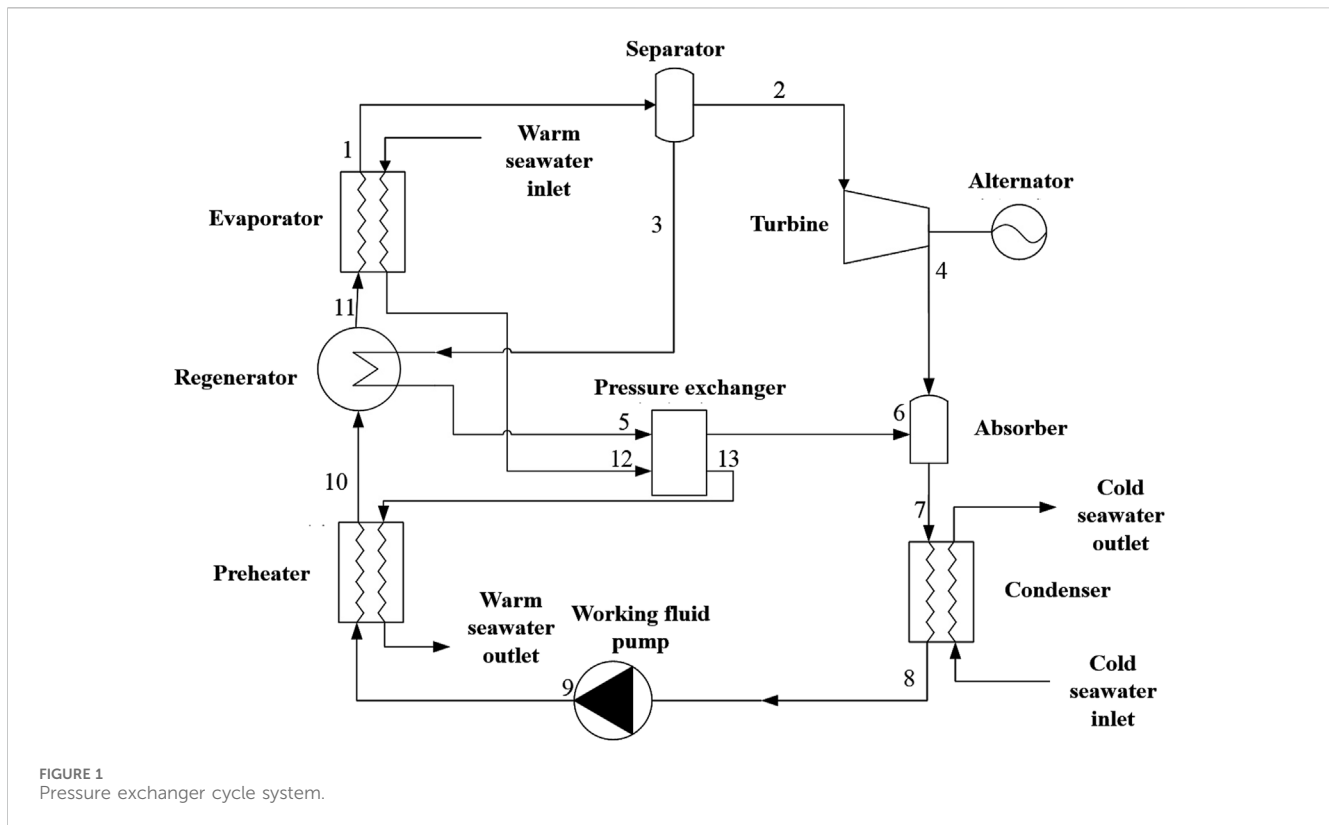 Separator
2
Warm
seawater
inlet
1
Alternator
Evaporator
3
Turbine
4
11
Regenerator
Pressure exchanger
5
6
Absorber
12
13
10
7
Cold
seawater
outlet
Preheater
Condenser
Warm
seawater
outlet
Working fluid
pump
9
8
Cold
seawater
inlet
FIGURE 1
Pressure exchanger cycle system.